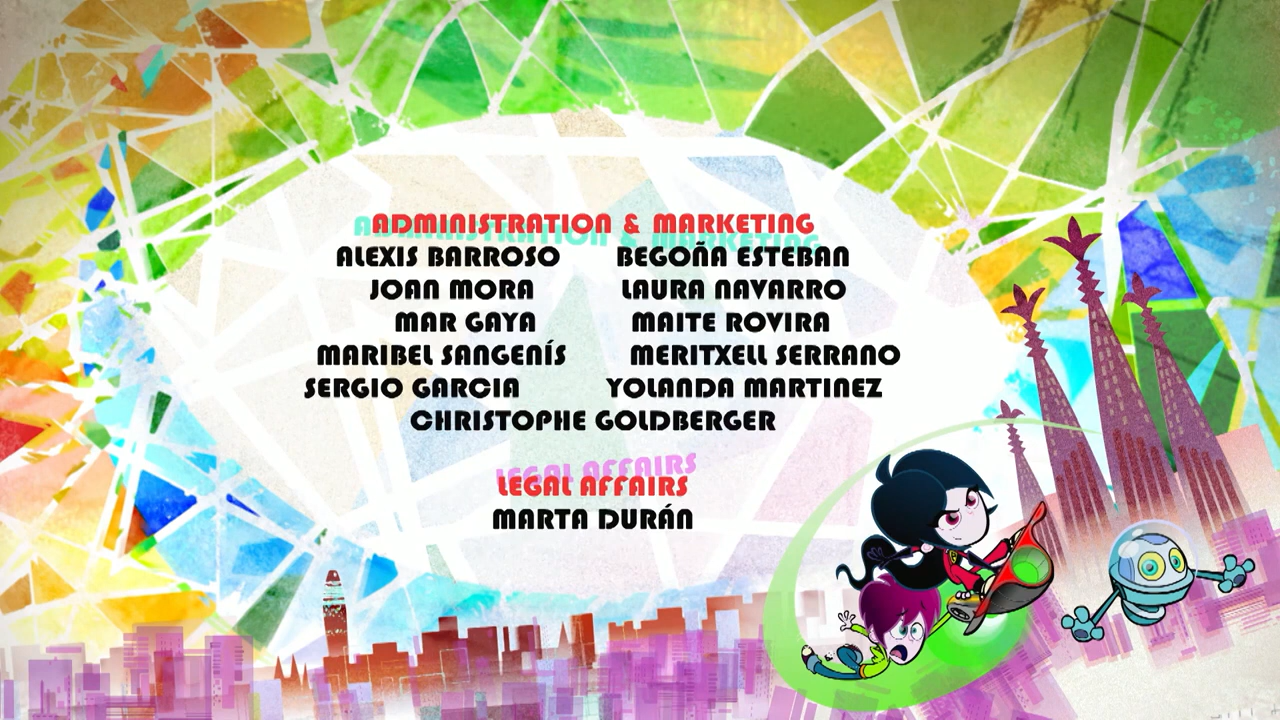 ADMINISTRATION & MARKETING
ALEXIS BARROSO BEGOÑA ESTEBAN
JOAN MORA LAURA NAVARRO
MAR GAYA MAITE ROVIRA
MARIBEL SANGENÍS MERITXELL SERRANO
SERGIO GARCIA YOLANDA MARTINEZ
CHRISTOPHE GOLDBERGER
LEGAL AFFAIRS
MARTA DURÁN